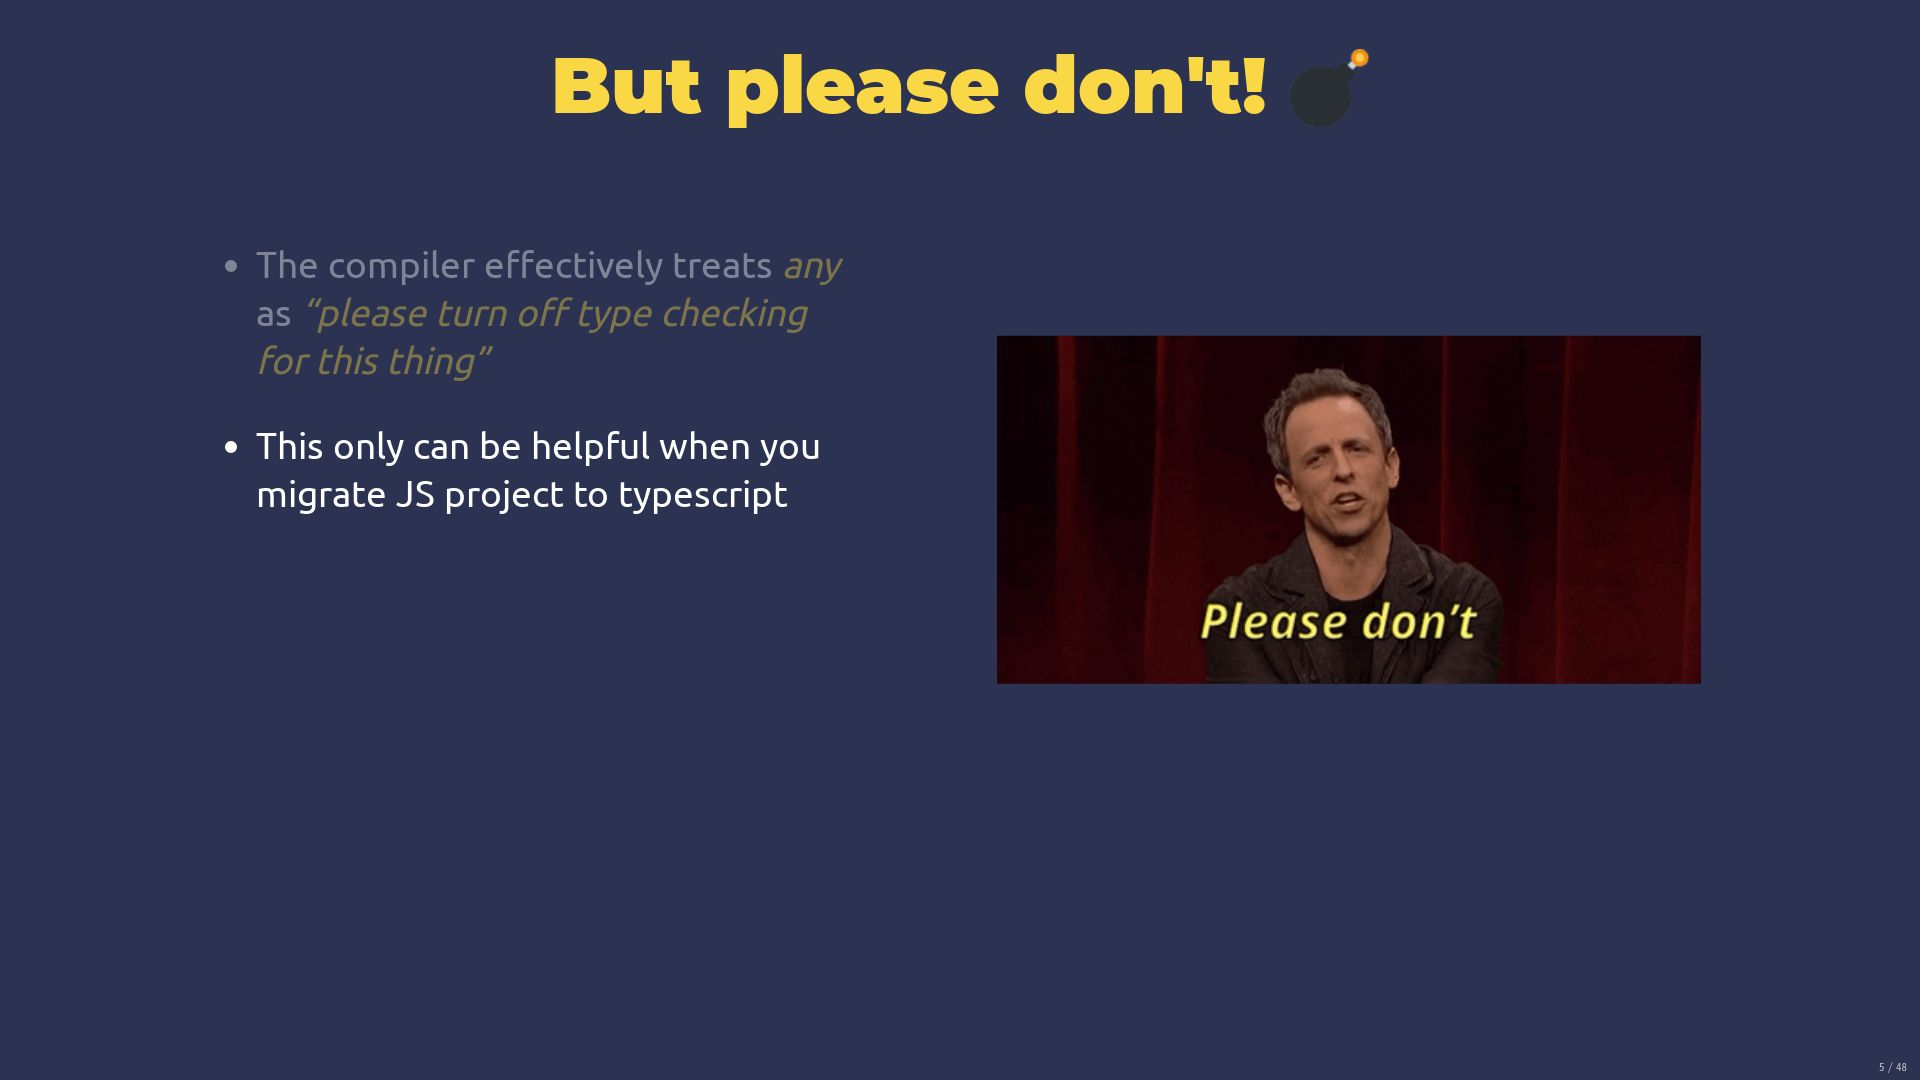 But please don't! 💣
• The compiler effectively treats any
as “please turn off type checking
for this thing”
• This only can be helpful when you
migrate JS project to typescript
Please don’t
5 / 48